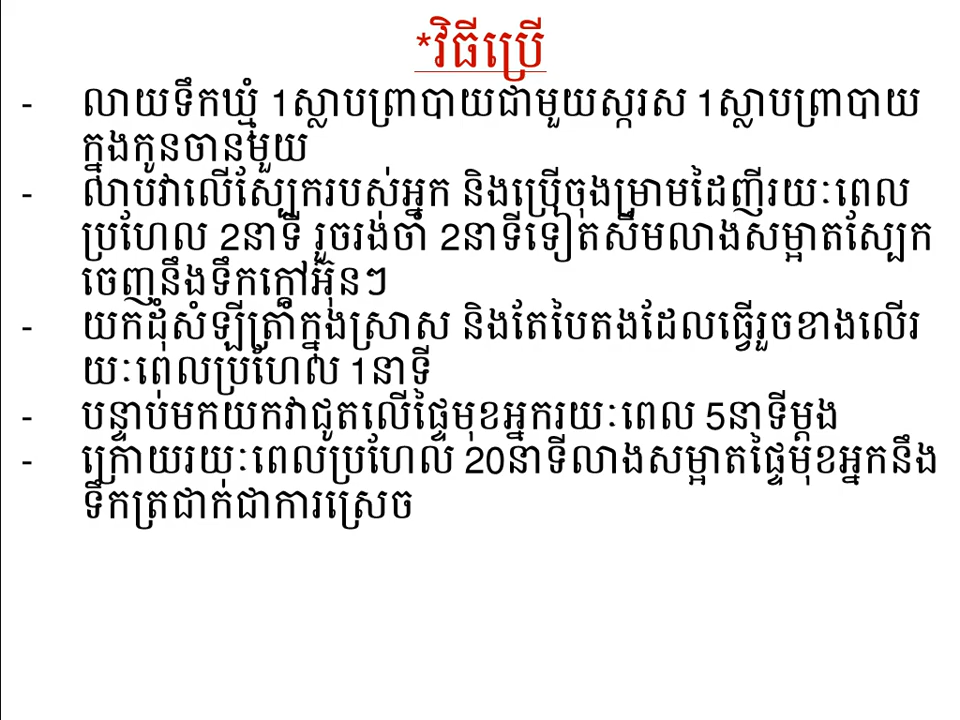 *វិធីប្រើ
- លាយទឹកឃ្មុំ 1ស្លាបព្រាបាយជាមួយស្ករស 1ស្លាបព្រាបាយ
ក្នុងកូនចានមួយ
- លាបវាលើស្បែករបស់អ្នក និងប្រើចុងម្រាមដៃញីរយៈពេល
ប្រហែល 2នាទី រួចរង់ចាំ 2នាទីទៀតសឹមលាងសម្អាតស្បែក
ចេញនឹងទឹកក្តៅអ៊ុនៗ
- យកដុំសំឡីត្រាំក្នុងស្រាស និងតែបៃតងដែលធ្វើរួចខាងលើរ
យៈពេលប្រហែល 1នាទី
- បន្ទាប់មកយកវាជូតលើផ្ទៃមុខអ្នករយៈពេល 5នាទីម្តង
- ក្រោយរយៈពេលប្រហែល 20នាទីលាងសម្អាតផ្ទៃមុខអ្នកនឹង
ទឹកត្រជាក់ជាការស្រេច